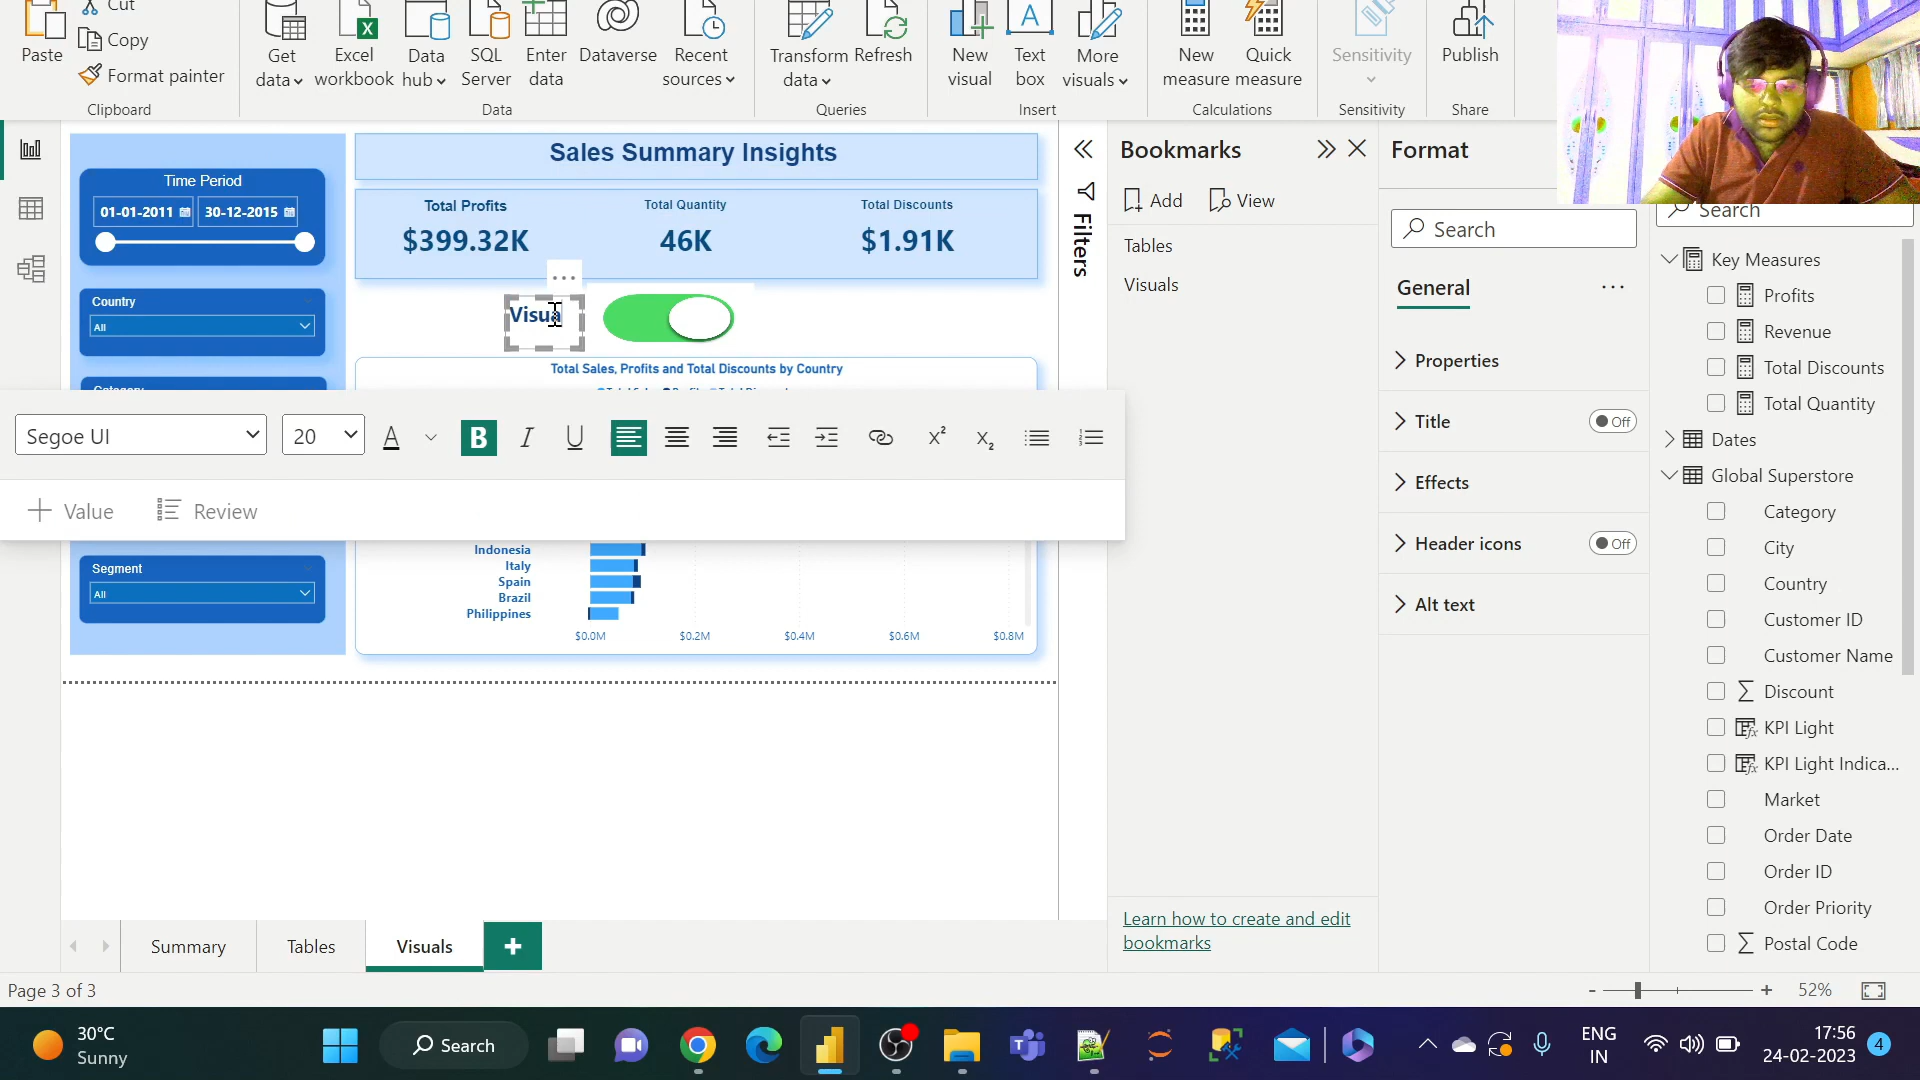 Cut
Paste
Copy
Format painter
Clipboard
Get data
Excel workbook
Data hub
SQL Server
Enter data
Dataverse
Recent sources
Data
Transform data
Refresh
Queries
New visual
Text box
More visuals
Insert
New measure
Quick measure
Calculations
Sensitivity
Sensitivity
Publish
Share
Time Period
01-01-2011
30-12-2015
Country
All
Segment
All
Sales Summary Insights
Total Profits
$399.32K
Total Quantity
46K
Total Discounts
$1.91K
Visua
Total Sales, Profits and Total Discounts by Country
Segoe UI
20
B
I
U
Value
Review
Indonesia
Italy
Spain
Brazil
Philippines
$0.0M
$0.2M
$0.4M
$0.6M
$0.8M
Filters
Bookmarks
Add
View
Tables
Visuals
Learn how to create and edit
bookmarks
Format
Search
General
Properties
Title
Off
Effects
Header icons
Off
Alt text
Search
Key Measures
Profits
Revenue
Total Discounts
Total Quantity
Dates
Global Superstore
Category
City
Country
Customer ID
Customer Name
Discount
KPI Light
KPI Light Indica...
Market
Order Date
Order ID
Order Priority
Postal Code
Summary
Tables
Visuals
Page 3 of 3
52%
30°C
Sunny
Search
ENG
IN
17:56
24-02-2023
4